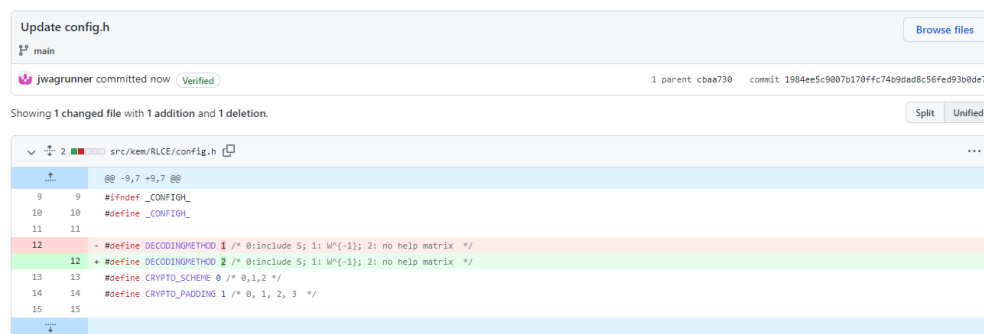 Update config.h
Browse files
main
jwagrunner committed now Verified
1 parent cbaa730 commit 1984ee5c9007b170ffc74b9dad8c56fed93b0de7
Showing 1 changed file with 1 addition and 1 deletion.
Split Unified
2 src/kem/RLCE/config.h
@@ -9,7 +9,7 @@
9 9 #ifndef _CONFIGH_
10 10 #define _CONFIGH_
11 11
12 - #define DECODINGMETHOD 1 /* 0:include S; 1: W^{-1}; 2: no help matrix */
12 + #define DECODINGMETHOD 2 /* 0:include S; 1: W^{-1}; 2: no help matrix */
13 13 #define CRYPTO_SCHEME 0 /* 0,1,2 */
14 14 #define CRYPTO_PADDING 1 /* 0, 1, 2, 3 */
15 15